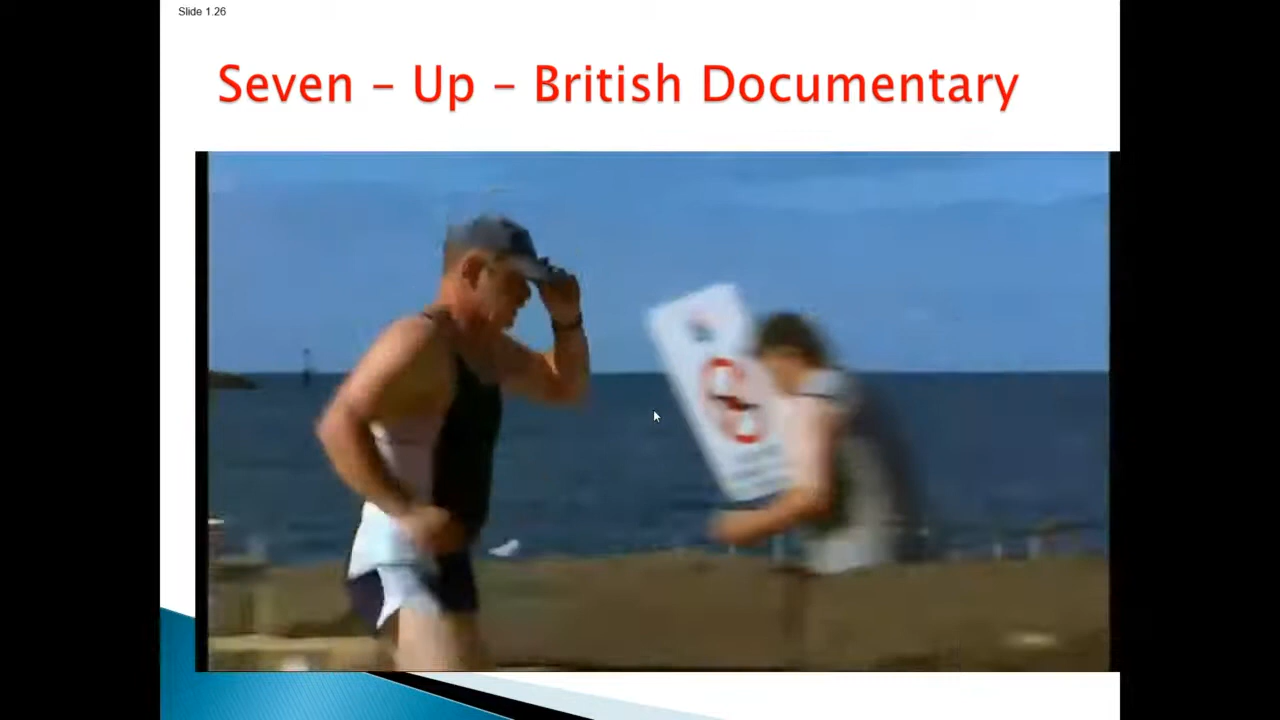 Slide 1.26
Seven – Up – British Documentary